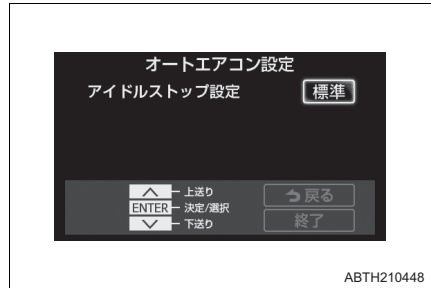 オートエアコン設定
アイドルストップ設定 標準
上送り
ENTER 決定/選択
下送り
戻る
終了
ABTH210448